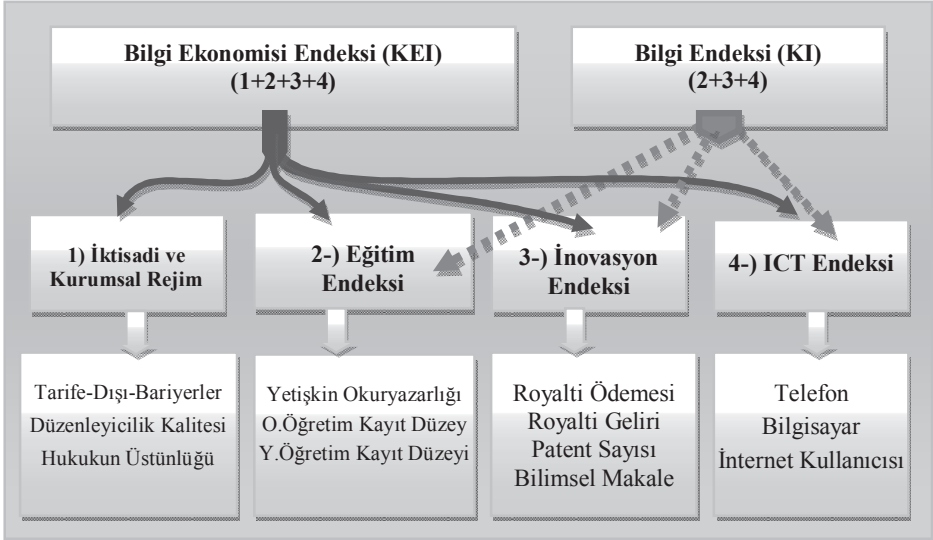 Bilgi Ekonomisi Endeksi (KEI)
(1+2+3+4)
Bilgi Endeksi (KI)
(2+3+4)
1) İktisadi ve
Kurumsal Rejim
2-) Eğitim
Endeksi
3-) İnovasyon
Endeksi
4-) ICT Endeksi
Tarife-Dışı-Bariyerler
Düzenleyicilik Kalitesi
Hukukun Üstünlüğü
Yetişkin Okuryazarlığı
O.Öğretim Kayıt Düzey
Y.Öğretim Kayıt Düzeyi
Royalti Ödemesi
Royalti Geliri
Patent Sayısı
Bilimsel Makale
Telefon
Bilgisayar
İnternet Kullanıcısı